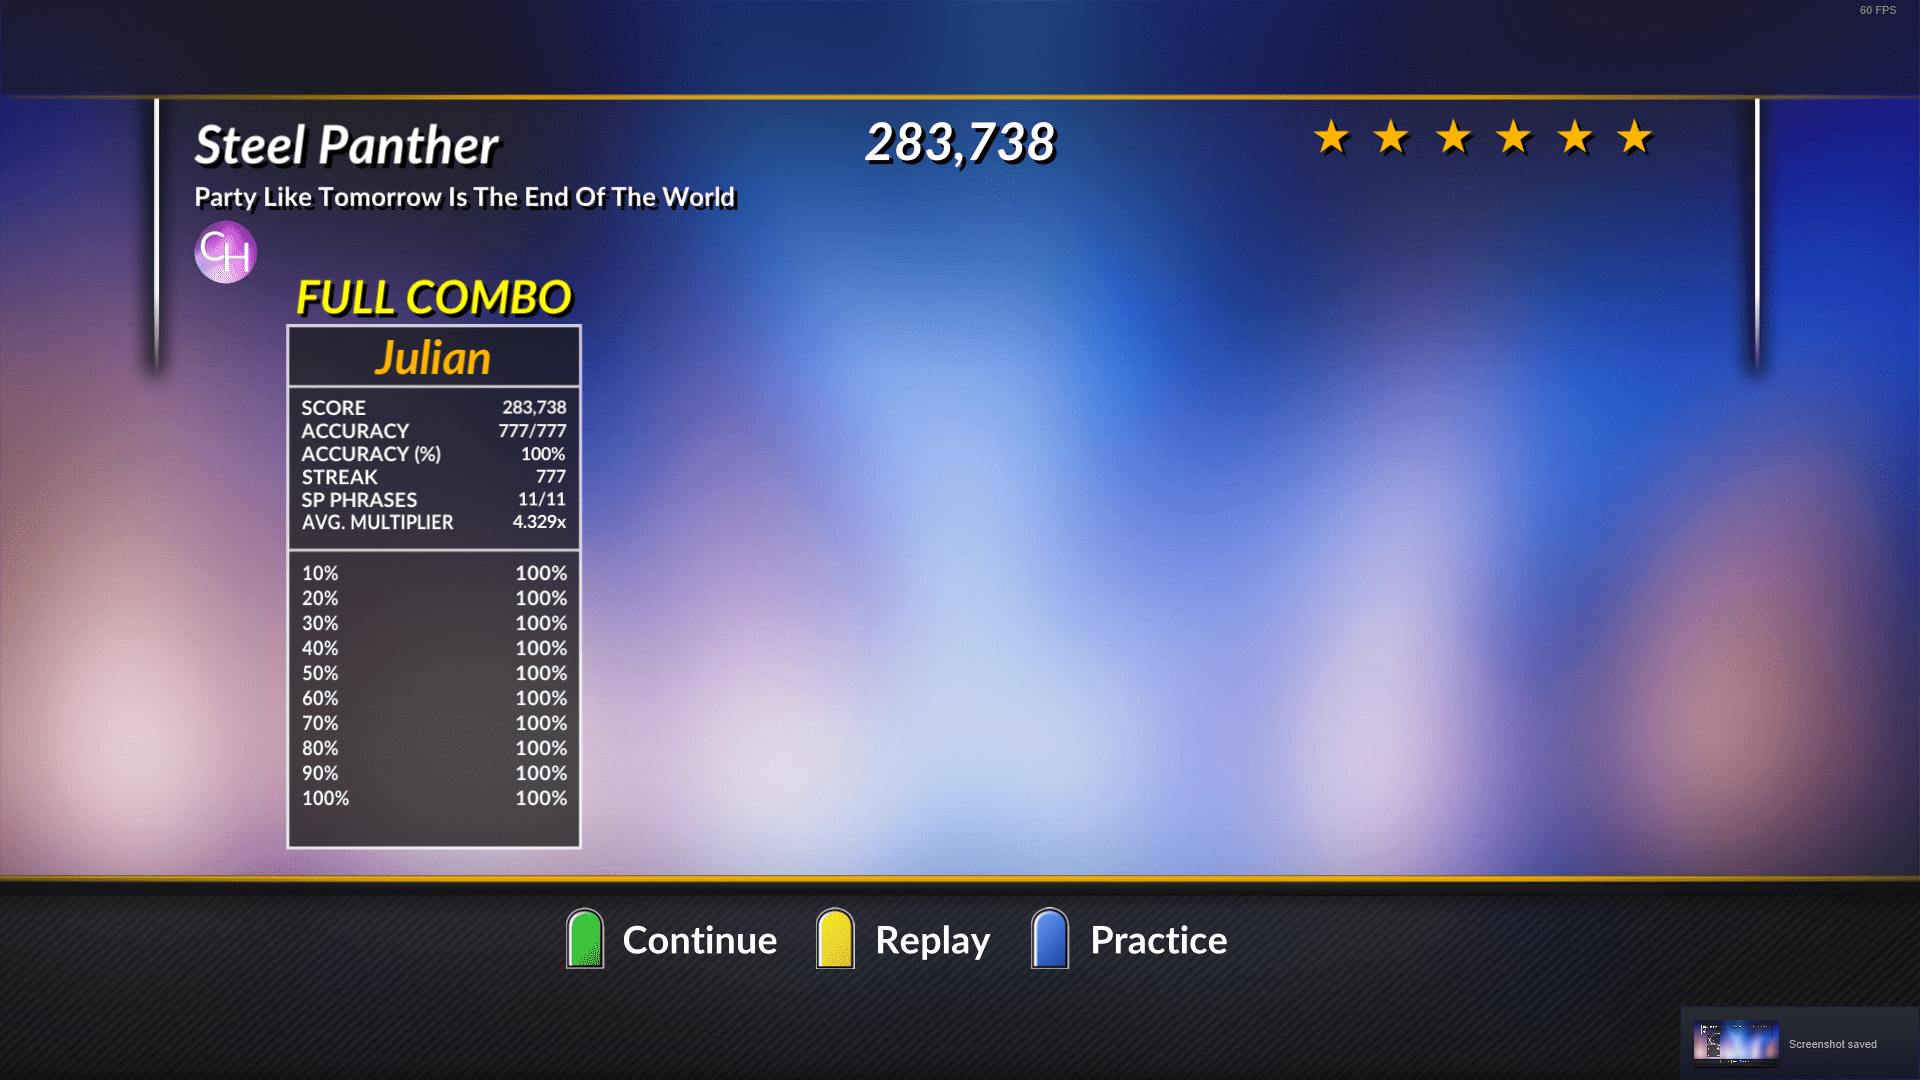 60 FPS
Steel Panther 283,738
Party Like Tomorrow Is The End Of The World
CH
FULL COMBO
Julian
SCORE 283,738
ACCURACY 777/777
ACCURACY (%) 100%
STREAK 777
SP PHRASES 11/11
AVG. MULTIPLIER 4.329x
10% 100%
20% 100%
30% 100%
40% 100%
50% 100%
60% 100%
70% 100%
80% 100%
90% 100%
100% 100%
Continue Replay Practice
Screenshot saved